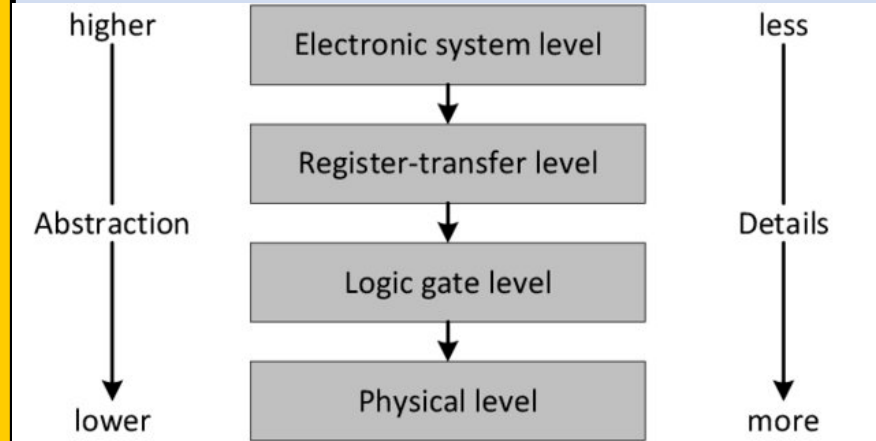 higher
Electronic system level
less
Register-transfer level
Abstraction
Details
Logic gate level
Physical level
lower
more